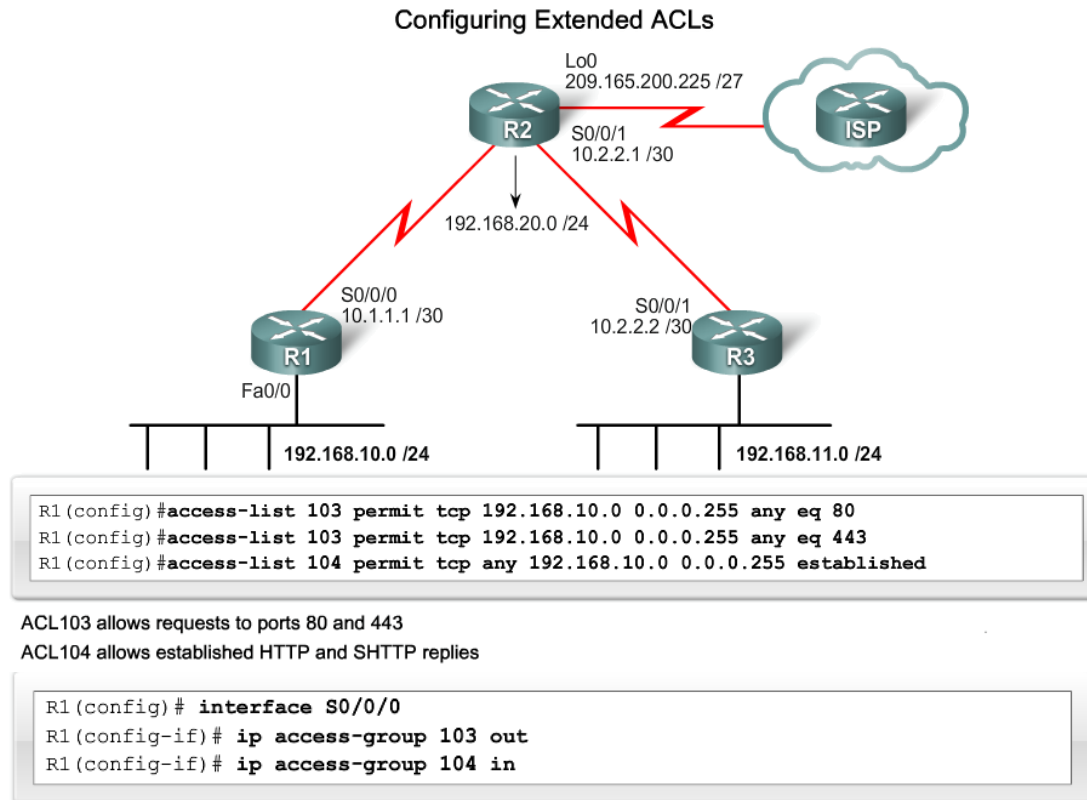 Configuring Extended ACLs
Lo0
209.165.200.225 /27
R2
ISP
S0/0/1
10.2.2.1 /30
192.168.20.0 /24
S0/0/0
10.1.1.1 /30
S0/0/1
10.2.2.2 /30
R1
R3
Fa0/0
192.168.10.0 /24
192.168.11.0 /24
R1(config)#access-list 103 permit tcp 192.168.10.0 0.0.0.255 any eq 80
R1(config)#access-list 103 permit tcp 192.168.10.0 0.0.0.255 any eq 443
R1(config)#access-list 104 permit tcp any 192.168.10.0 0.0.0.255 established
ACL103 allows requests to ports 80 and 443
ACL104 allows established HTTP and SHTTP replies
R1(config)# interface S0/0/0
R1(config-if)# ip access-group 103 out
R1(config-if)# ip access-group 104 in